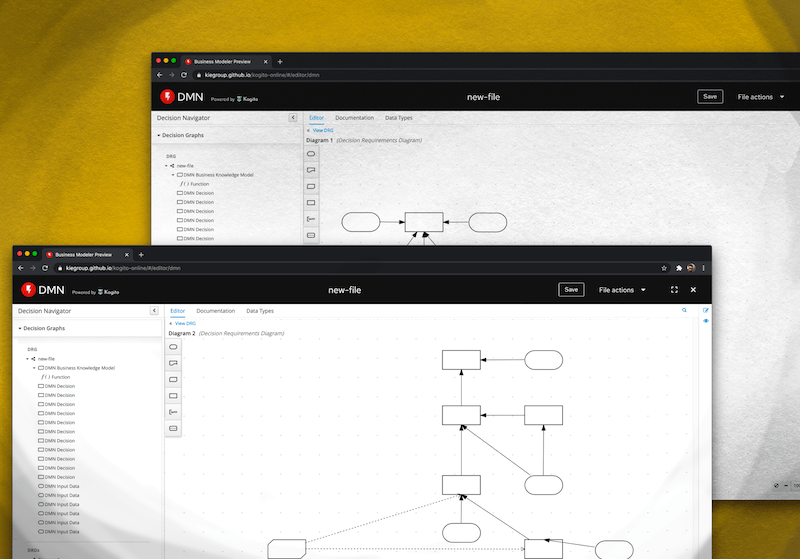 Business Modeler Preview
kiegroup.github.io/kogito-online/#/editor/dmn
DMN Powered by Kogito
new-file
Save
File actions
Decision Navigator
Editor Documentation Data Types
Decision Graphs
View DRG
Diagram 1 (Decision Requirements Diagram)
DRG
new-file
DMN Business Knowledge Model
Function
DMN Decision
DMN Decision
DMN Decision
DMN Decision
DMN Decision
DMN Decision
Business Modeler Preview
kiegroup.github.io/kogito-online/#/editor/dmn
DMN Powered by Kogito
new-file
Save
File actions
Decision Navigator
Editor Documentation Data Types
Decision Graphs
View DRG
Diagram 2 (Decision Requirements Diagram)
DRG
new-file
DMN Business Knowledge Model
Function
DMN Decision
DMN Decision
DMN Decision
DMN Decision
DMN Decision
DMN Decision
DMN Decision
DMN Decision
DMN Decision
DMN Decision
DMN Decision
DMN Input Data
DMN Input Data
DMN Input Data
DMN Input Data
DMN Input Data
DMN Input Data
DRDs